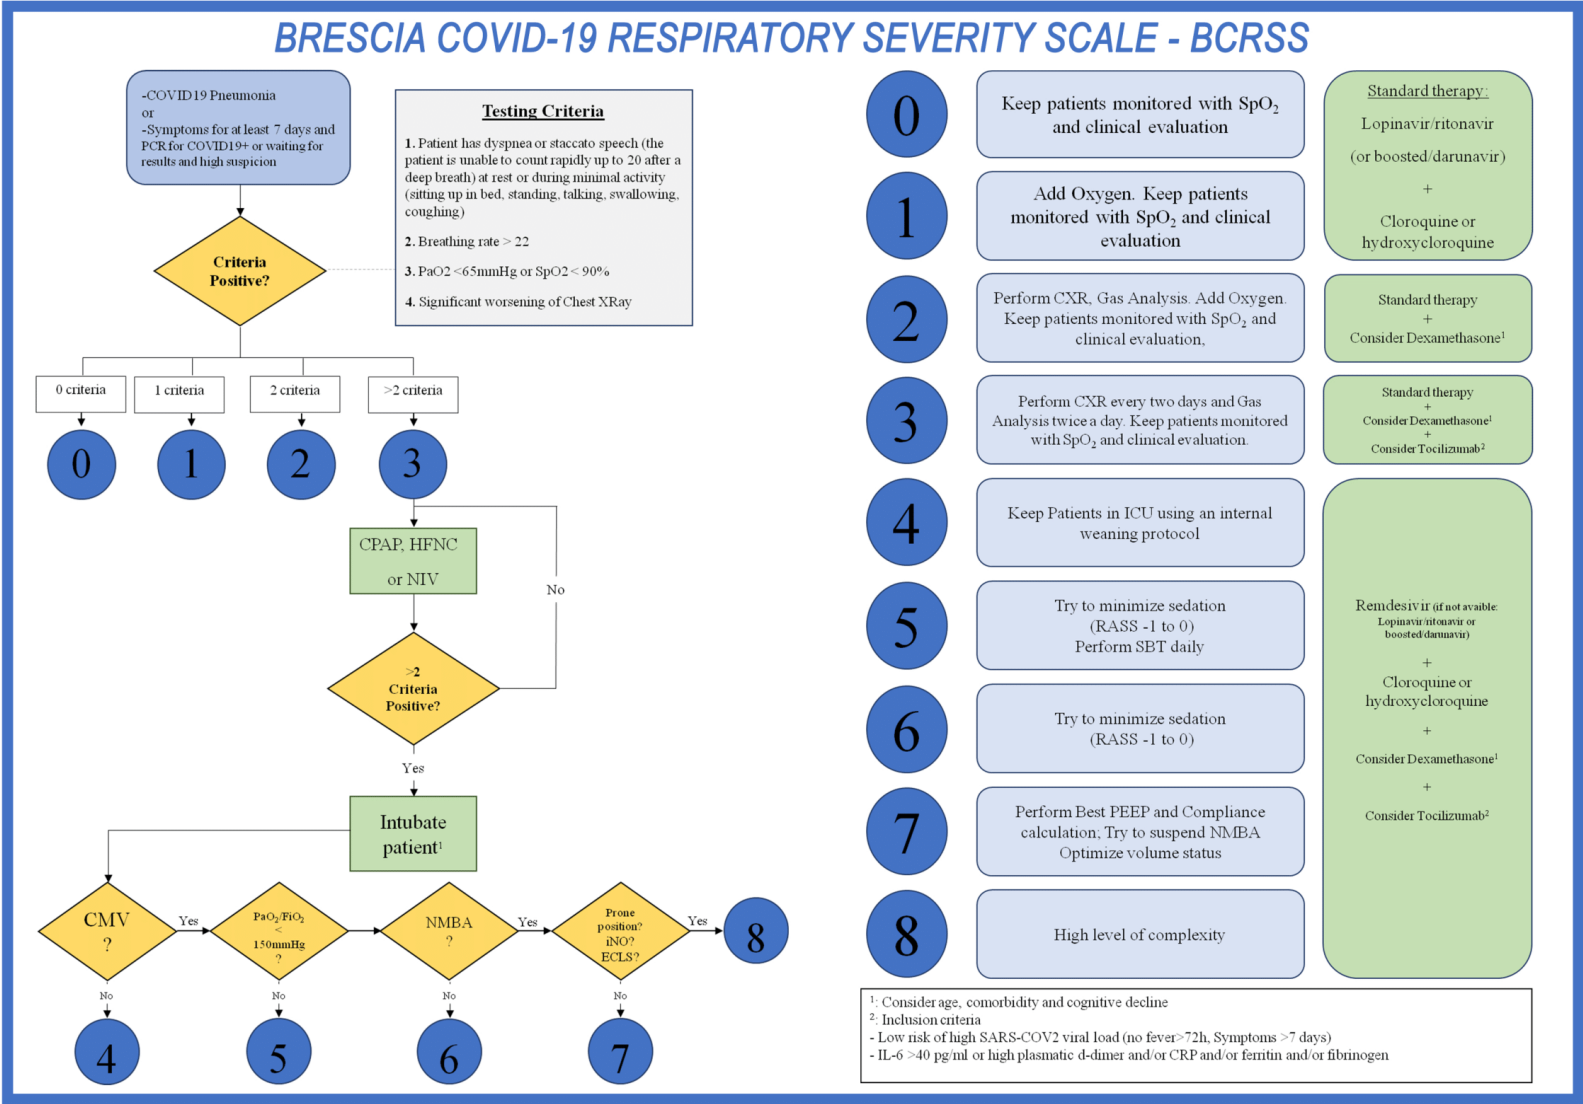 BRESCIA COVID-19 RESPIRATORY SEVERITY SCALE - BCRSS
-COVID19 Pneumonia
or
-Symptoms for at least 7 days and
PCR for COVID19+ or waiting for
results and high suspicion
Testing Criteria
1. Patient has dyspnea or staccato speech (the
patient is unable to count rapidly up to 20 after a
deep breath) at rest or during minimal activity
(sitting up in bed, standing, talking, swallowing,
coughing)
2. Breathing rate > 22
3. PaO2 <65mmHg or SpO2 < 90%
4. Significant worsening of Chest XRay
Criteria
Positive?
0 criteria
1 criteria
2 criteria
>2 criteria
0
1
2
3
CPAP, HFNC
or NIV
No
>2
Criteria
Positive?
Yes
Intubate
patient¹
CMV
?
Yes
PaO₂/FiO₂
<
150mmHg
?
NMBA
?
Yes
Prone
position?
iNO?
ECLS?
Yes
8
No
No
No
No
4
5
6
7
0
Keep patients monitored with SpO₂
and clinical evaluation
1
Add Oxygen. Keep patients
monitored with SpO₂ and clinical
evaluation
Standard therapy:
Lopinavir/ritonavir
(or boosted/darunavir)
+
Cloroquine or
hydroxycloroquine
2
Perform CXR, Gas Analysis. Add Oxygen.
Keep patients monitored with SpO₂ and
clinical evaluation,
Standard therapy
+
Consider Dexamethasone¹
3
Perform CXR every two days and Gas
Analysis twice a day. Keep patients monitored
with SpO₂ and clinical evaluation.
Standard therapy
+
Consider Dexamethasone¹
+
Consider Tocilizumab²
4
Keep Patients in ICU using an internal
weaning protocol
5
Try to minimize sedation
(RASS -1 to 0)
Perform SBT daily
6
Try to minimize sedation
(RASS -1 to 0)
7
Perform Best PEEP and Compliance
calculation; Try to suspend NMBA
Optimize volume status
8
High level of complexity
Remdesivir (if not avaible:
Lopinavir/ritonavir or
boosted/darunavir)
+
Cloroquine or
hydroxycloroquine
+
Consider Dexamethasone¹
+
Consider Tocilizumab²
¹: Consider age, comorbidity and cognitive decline
²: Inclusion criteria
- Low risk of high SARS-COV2 viral load (no fever>72h, Symptoms >7 days)
- IL-6 >40 pg/ml or high plasmatic d-dimer and/or CRP and/or ferritin and/or fibrinogen